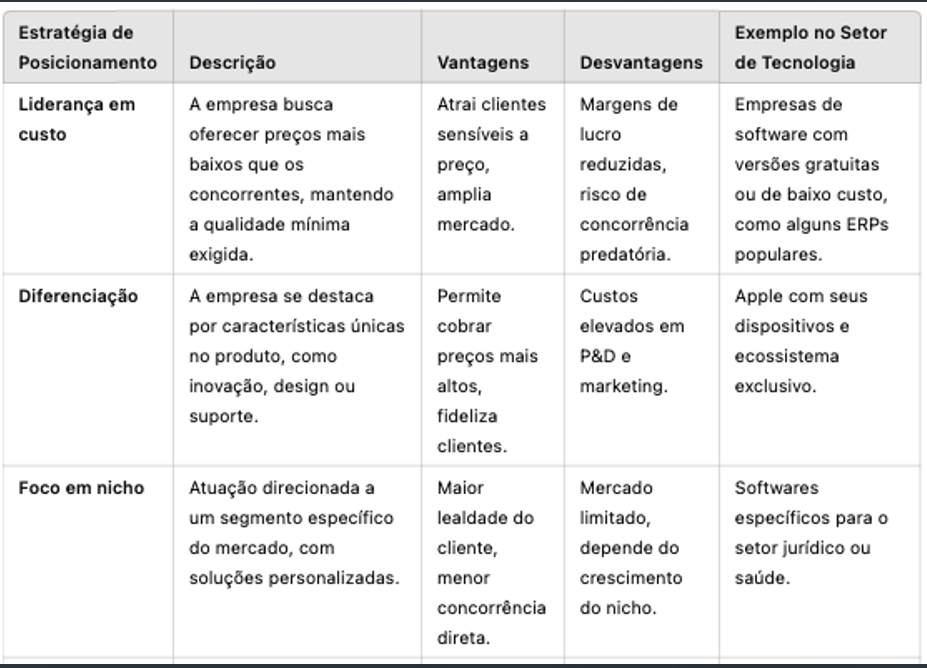 Estratégia de
Posicionamento
Descrição
Vantagens
Desvantagens
Exemplo no Setor
de Tecnologia
Liderança em
custo
A empresa busca
oferecer preços mais
baixos que os
concorrentes, mantendo
a qualidade mínima
exigida.
Atrai clientes
sensíveis a
preço,
amplia
mercado.
Margens de
lucro
reduzidas,
risco de
concorrência
predatória.
Empresas de
software com
versões gratuitas
ou de baixo custo,
como alguns ERPs
populares.
Diferenciação
A empresa se destaca
por características únicas
no produto, como
inovação, design ou
suporte.
Permite
cobrar
preços mais
altos,
fideliza
clientes.
Custos
elevados em
P&D e
marketing.
Apple com seus
dispositivos e
ecossistema
exclusivo.
Foco em nicho
Atuação direcionada a
um segmento específico
do mercado, com
soluções personalizadas.
Maior
lealdade do
cliente,
menor
concorrência
direta.
Mercado
limitado,
depende do
crescimento
do nicho.
Softwares
específicos para o
setor jurídico ou
saúde.